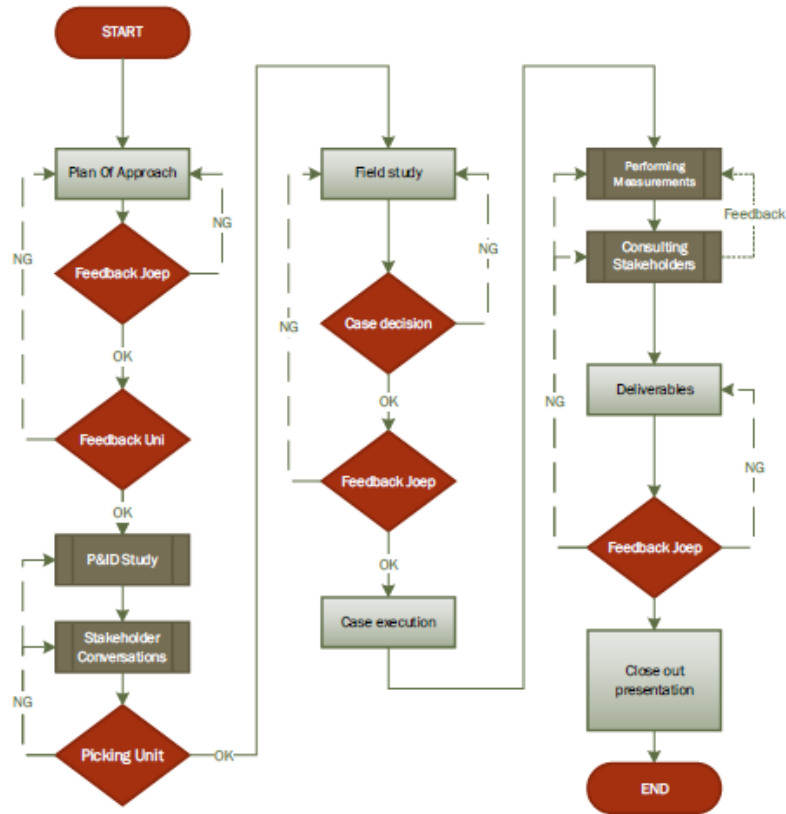 START
Plan Of Approach
NG
NG
Feedback Joep
OK
Feedback Uni
OK
P&ID Study
Stakeholder
Conversations
NG
Picking Unit
OK
Field study
NG
NG
Case decision
OK
Feedback Joep
OK
Case execution
Performing
Measurements
Feedback
Consulting
Stakeholders
Deliverables
NG
NG
Feedback Joep
Close out
presentation
END